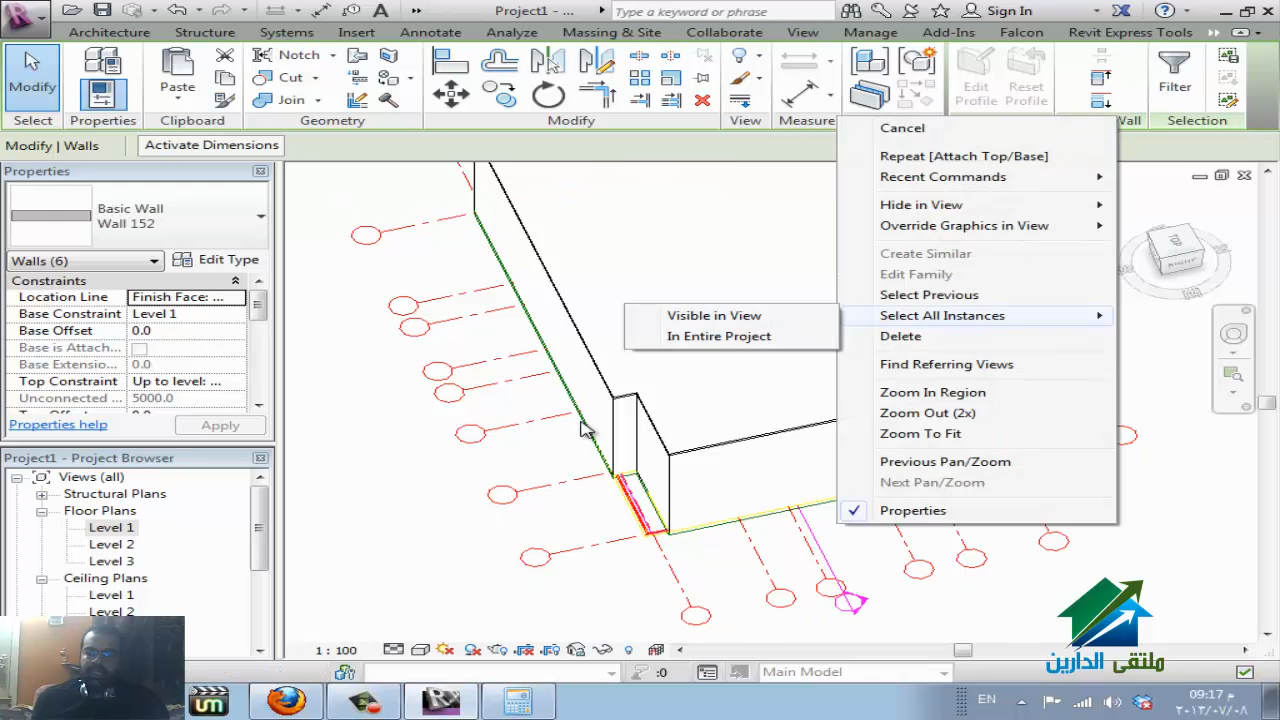 Project1 - ...
Type a keyword or phrase
Sign In
Architecture
Structure
Systems
Insert
Annotate
Analyze
Massing & Site
Collaborate
View
Manage
Add-Ins
Falcon
Revit Express Tools
Modify
Paste
Notch
Cut
Join
Edit
Profile
Reset
Profile
Filter
Select
Properties
Clipboard
Geometry
Modify
View
Measure
Wall
Selection
Modify | Walls
Activate Dimensions
Properties
Basic Wall
Wall 152
Walls (6)
Edit Type
Constraints
Location Line
Finish Face: ...
Base Constraint
Level 1
Base Offset
0.0
Base is Attach...
Base Extensio...
0.0
Top Constraint
Up to level: ...
Unconnected ...
5000.0
Properties help
Apply
Project1 - Project Browser
Views (all)
Structural Plans
Floor Plans
Level 1
Level 2
Level 3
Ceiling Plans
Level 1
Level 2
Cancel
Repeat [Attach Top/Base]
Recent Commands
Hide in View
Override Graphics in View
Create Similar
Edit Family
Select Previous
Select All Instances
Delete
Find Referring Views
Zoom In Region
Zoom Out (2x)
Zoom To Fit
Previous Pan/Zoom
Next Pan/Zoom
Properties
Visible in View
In Entire Project
TOP
RIGHT
ملتقى الدارين
1 : 100
:0
Main Model
um
EN
09:17 م
٢٠١٣/٠٧/٠٨